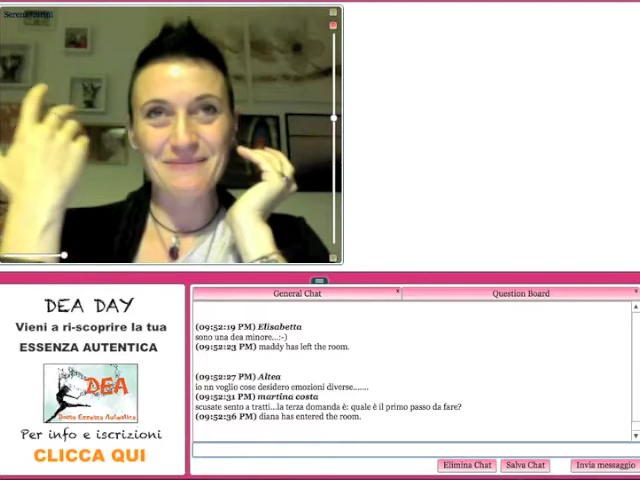 General Chat
Question Board
DEA DAY
Vieni a ri-scoprire la tua
ESSENZA AUTENTICA
DEA
Donna Essenza Autentica
Per info e iscrizioni
CLICCA QUI
(09:52:19 PM) Elisabetta
sono una dea minore...:-)
(09:52:23 PM) maddy has left the room.
(09:52:27 PM) Altea
io nn voglio cose desidero emozioni diverse.......
(09:52:31 PM) martina costa
scusate sento a tratti...la terza domanda è: quale è il primo passo da fare?
(09:52:36 PM) diana has entered the room.
Elimina Chat
Salva Chat
Invia messaggio